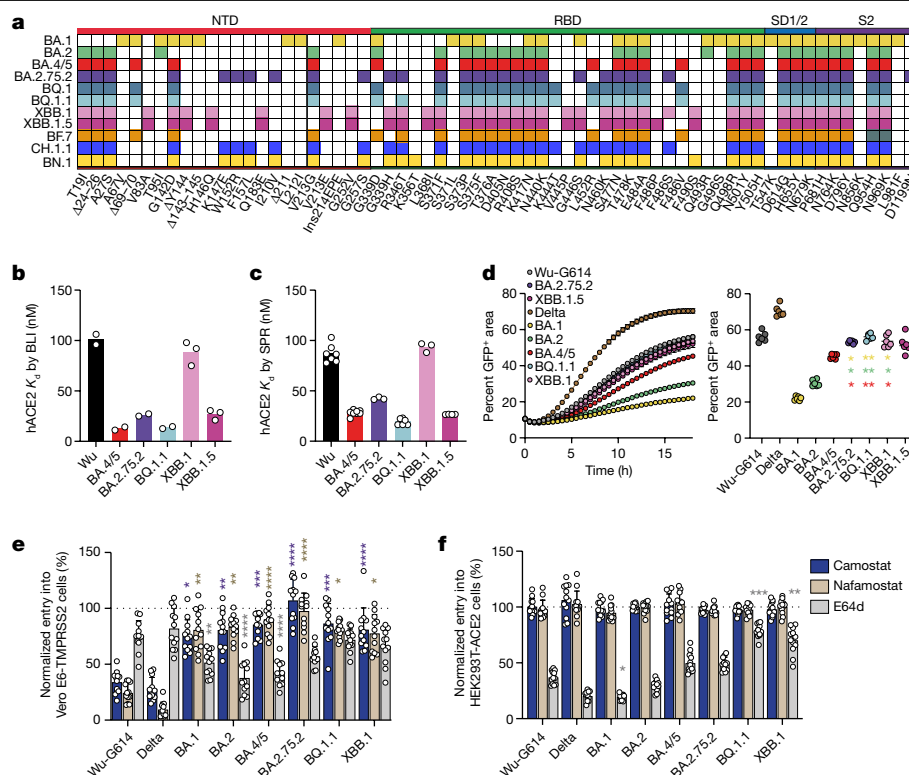 a
NTD
RBD
SD1/2
S2
BA.1
BA.2
BA.4/5
BA.2.75.2
BQ.1
BQ.1.1
XBB.1
XBB.1.5
BF.7
CH.1.1
BN.1
T19I
Δ24-26
A27S
A67V
Δ69-70
V83A
T95I
G142D
Δ143-145
H146Q
K147E
W152R
F157L
Q183E
I210V
Δ211
L212I
V213G
V213E
Ins214EPE
G252V
G257S
G339D
G339H
R346T
K356T
L368I
S371F
S373P
S375F
T376A
D405N
R408S
K417N
N440K
K444T
V445P
G446S
L452R
N460K
S477N
T478K
E484A
F486P
F486S
F486V
F490S
Q493R
G496S
Q498R
N501Y
Y505H
T547K
D614G
H655Y
N679K
P681H
N764K
D796Y
N856K
Q954H
N969K
L981F
b
hACE2 Kd by BLI (nM)
150
100
50
0
Wu
BA.4/5
BA.2.75.2
BQ.1.1
XBB.1
XBB.1.5
c
hACE2 Kd by SPR (nM)
150
100
50
0
Wu
BA.4/5
BA.2.75.2
BQ.1.1
XBB.1
XBB.1.5
d
Wu-G614
BA.2.75.2
XBB.1.5
Delta
BA.1
BA.2
BA.4/5
BQ.1.1
XBB.1
Percent GFP+ area
80
60
40
20
0
0
5
10
15
Time (h)
Percent GFP+ area
80
60
40
20
0
*
**
*
*
**
*
*
**
*
Wu-G614
Delta
BA.1
BA.2
BA.4/5
BA.2.75.2
BQ.1.1
XBB.1
XBB.1.5
e
Normalized entry into
Vero E6-TMPRSS2 cells (%)
150
100
50
0
*
**
**
**
**
****
***
****
****
****
****
***
*
****
*
Wu-G614
Delta
BA.1
BA.2
BA.4/5
BA.2.75.2
BQ.1.1
XBB.1
f
Normalized entry into
HEK293T-ACE2 cells (%)
150
100
50
0
*
***
**
Wu-G614
Delta
BA.1
BA.2
BA.4/5
BA.2.75.2
BQ.1.1
XBB.1
Camostat
Nafamostat
E64d